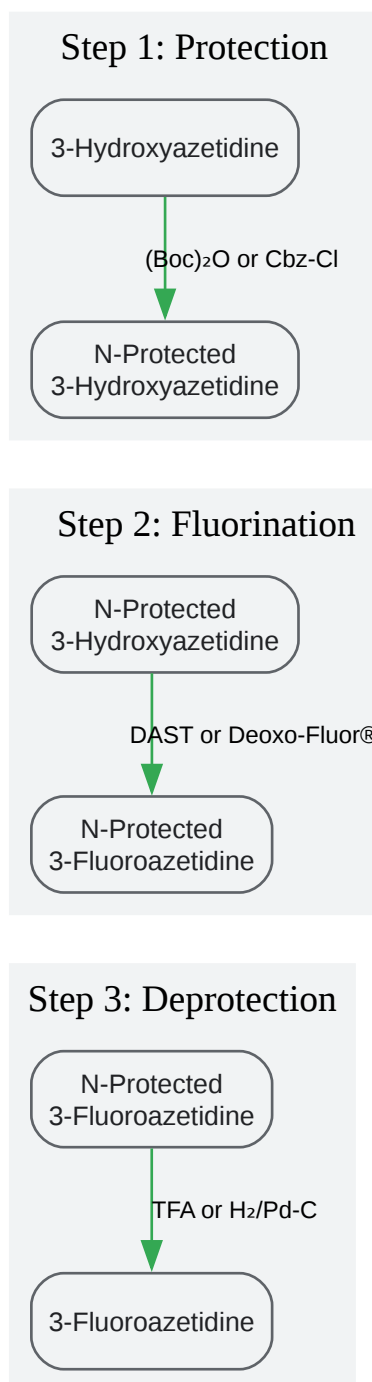 Step 1: Protection
3-Hydroxyazetidine
(Boc)₂O or Cbz-Cl
N-Protected
3-Hydroxyazetidine
Step 2: Fluorination
N-Protected
3-Hydroxyazetidine
DAST or Deoxo-Fluor®
N-Protected
3-Fluoroazetidine
Step 3: Deprotection
N-Protected
3-Fluoroazetidine
TFA or H₂/Pd-C
3-Fluoroazetidine